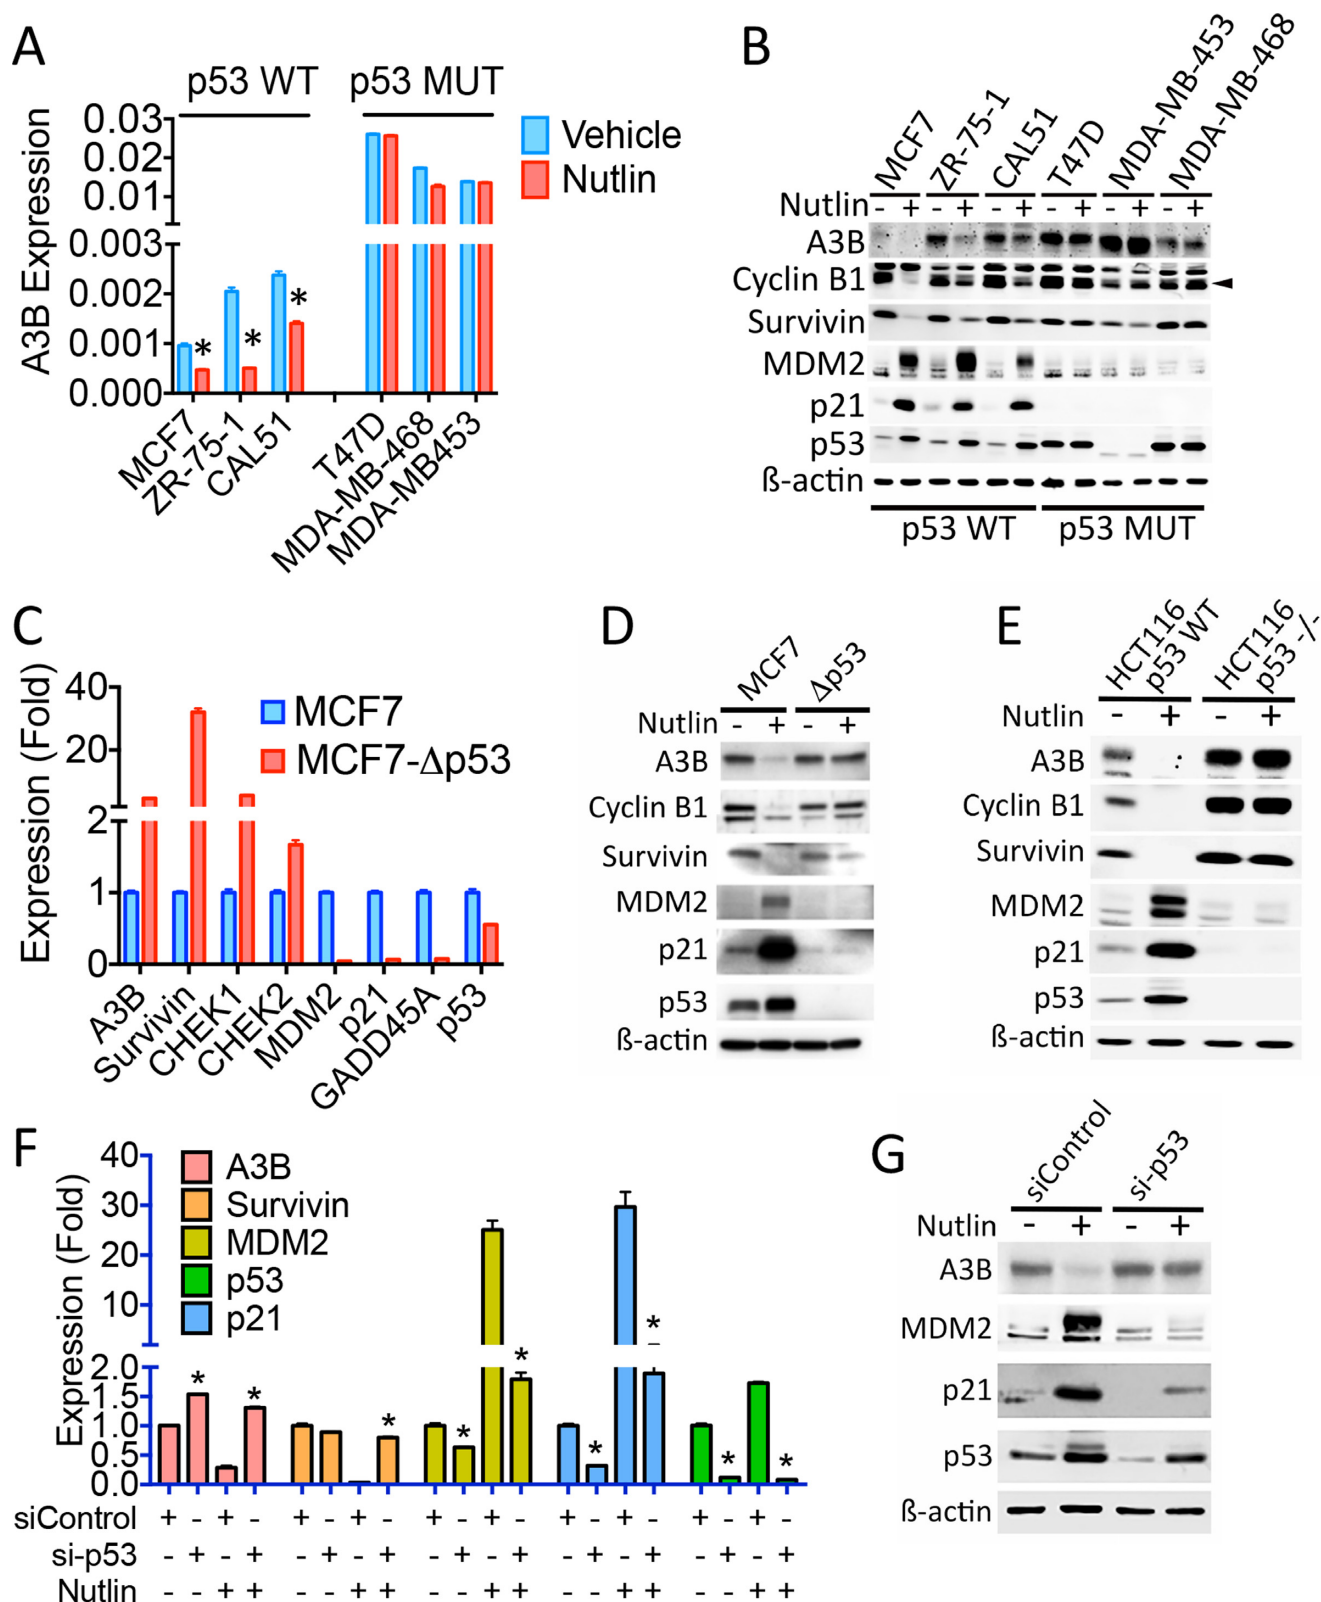 A
p53 WT
p53 MUT
A3B Expression
0.03
0.02
0.01
0.003
0.002
0.001
0.000
*
*
*
Vehicle
Nutlin
MCF7
ZR-75-1
CAL51
T47D
MDA-MB-468
MDA-MB453
B
MCF7
ZR-75-1
CAL51
T47D
MDA-MB-453
MDA-MB-468
Nutlin - + - + - + - + - + - +
A3B
Cyclin B1
Survivin
MDM2
p21
p53
ß-actin
p53 WT
p53 MUT
C
Expression (Fold)
40
20
2
1
0
MCF7
MCF7-Δp53
A3B
Survivin
CHEK1
CHEK2
MDM2
p21
GADD45A
p53
D
MCF7
Δp53
Nutlin - + - +
A3B
Cyclin B1
Survivin
MDM2
p21
p53
ß-actin
E
HCT116
p53 WT
HCT116
p53 -/-
Nutlin - + - +
A3B
Cyclin B1
Survivin
MDM2
p21
p53
ß-actin
F
Expression (Fold)
40
30
20
10
2.0
1.5
1.0
0.5
0.0
A3B
Survivin
MDM2
p53
p21
* * * * * * * * *
siControl + - + - + - + - + - + - + - + - + - + -
si-p53 - + - + - + - + - + - + - + - + - + - +
Nutlin - - + + - - + + - - + + - - + + - - + +
G
siControl
si-p53
Nutlin - + - +
A3B
MDM2
p21
p53
ß-actin